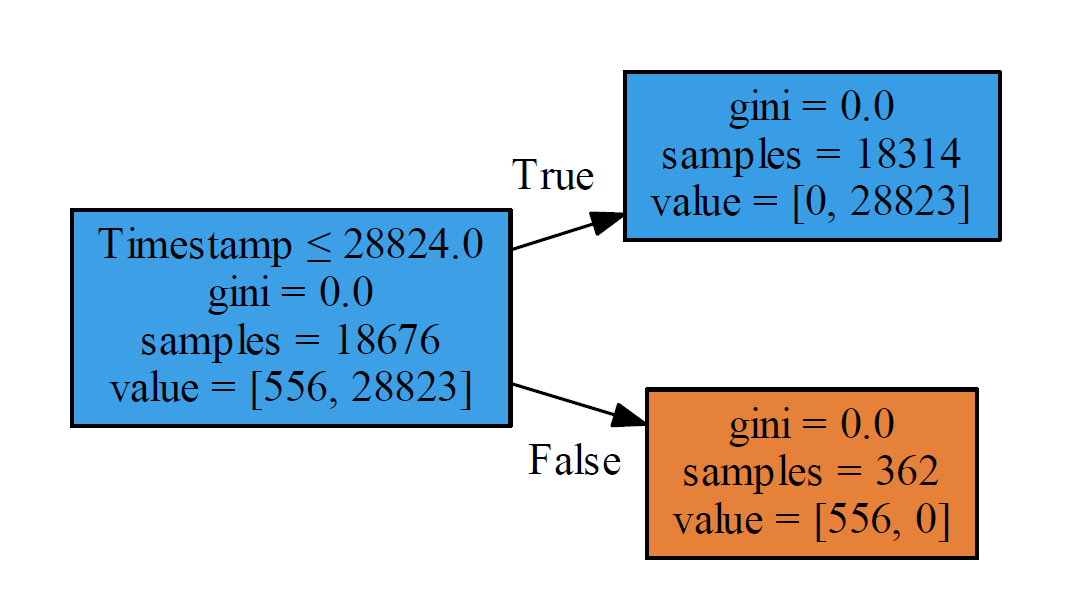 Timestamp ≤ 28824.0
gini = 0.0
samples = 18676
value = [556, 28823]
True
gini = 0.0
samples = 18314
value = [0, 28823]
False
gini = 0.0
samples = 362
value = [556, 0]